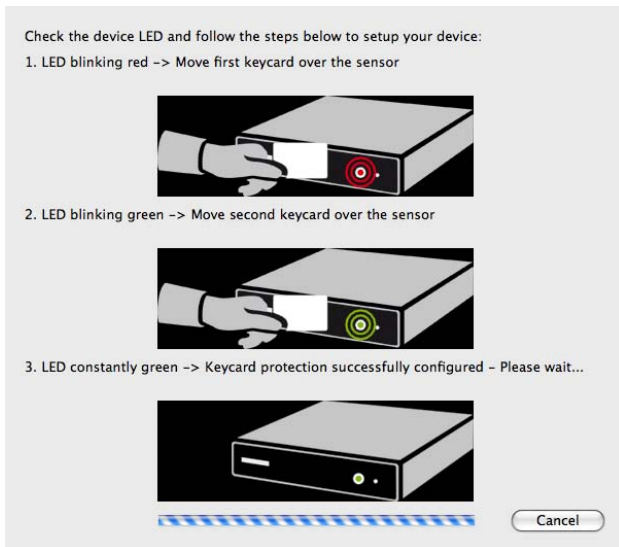 Check the device LED and follow the steps below to setup your device:
1. LED blinking red -> Move first keycard over the sensor
2. LED blinking green -> Move second keycard over the sensor
3. LED constantly green -> Keycard protection successfully configured - Please wait...
Cancel